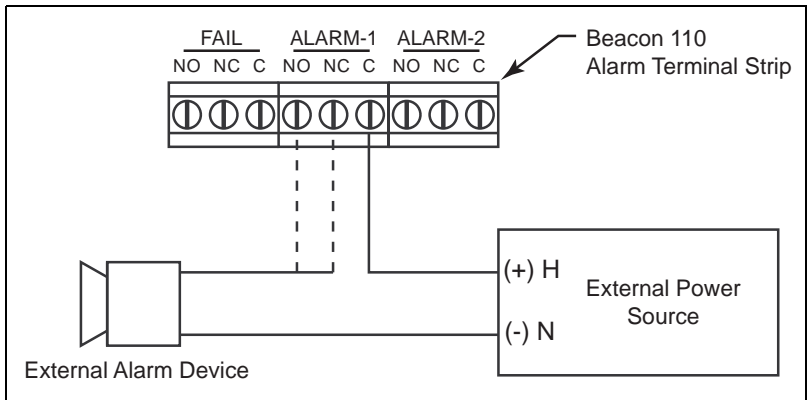 FAIL ALARM-1 ALARM-2
NO NC C NO NC C NO NC C
Beacon 110
Alarm Terminal Strip
(+) H
(-) N
External Power
Source
External Alarm Device